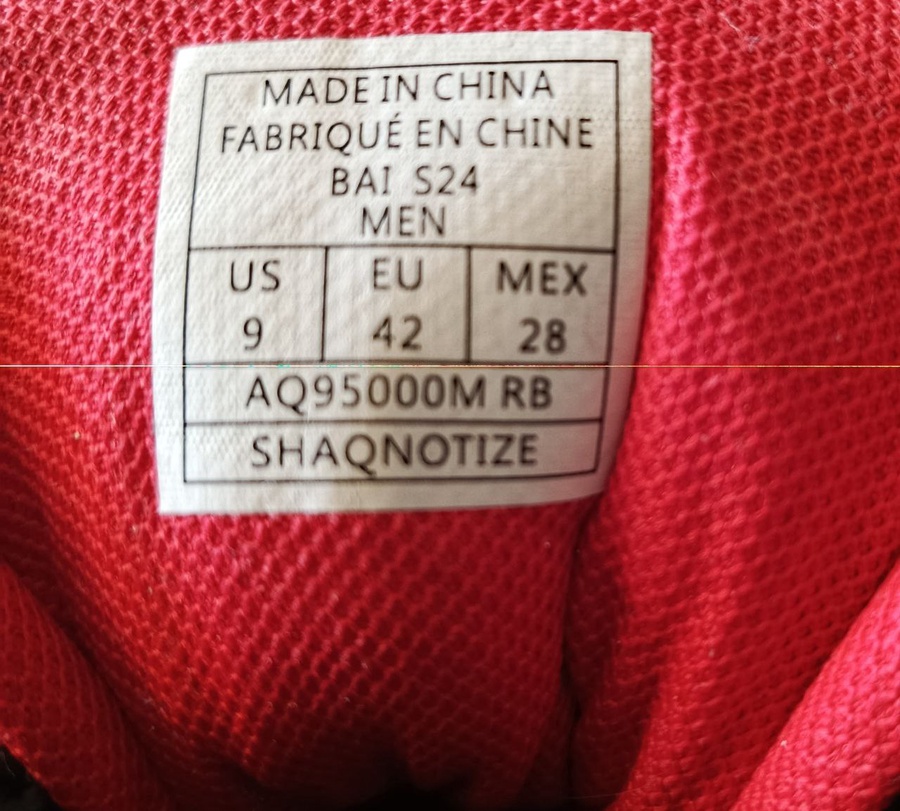 MADE IN CHINA
FABRIQUÉ EN CHINE
BAI S24
MEN
US EU MEX
9 42 28
AQ95000M RB
SHAQNOTIZE